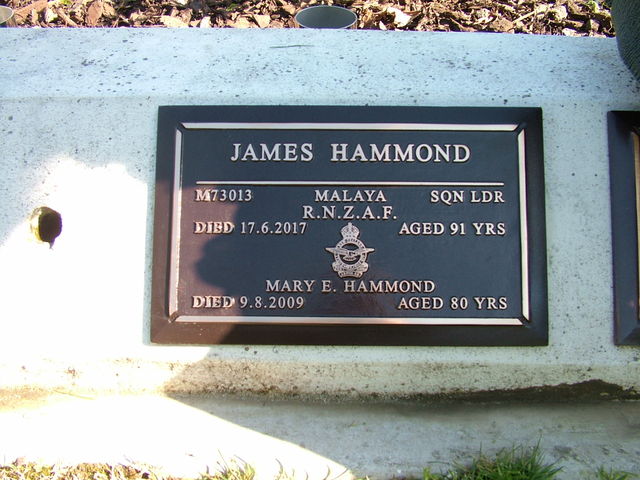 JAMES HAMMOND
M73013 MALAYA SQN LDR
R.N.Z.A.F.
DIED 17.6.2017 AGED 91 YRS
MARY E. HAMMOND
DIED 9.8.2009 AGED 80 YRS